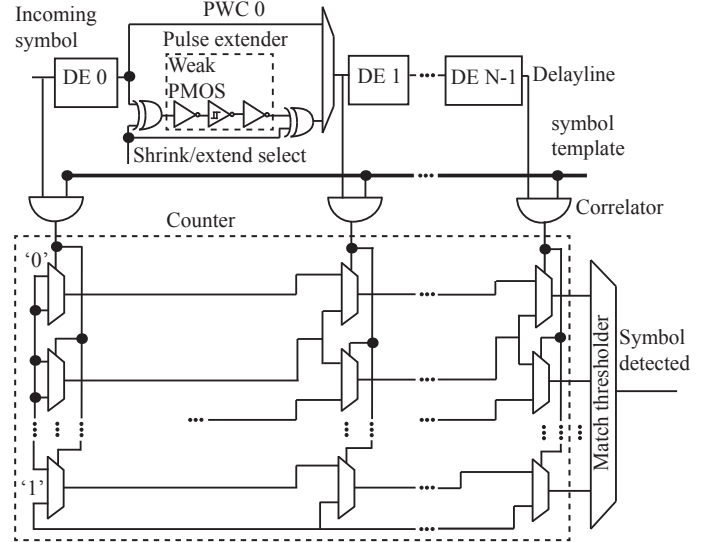 Incoming
symbol
PWC 0
Pulse extender
Weak
PMOS
DE 0
DE 1
DE N-1
Delayline
Shrink/extend select
symbol
template
Counter
Correlator
'0'
'1'
Match thresholder
Symbol
detected